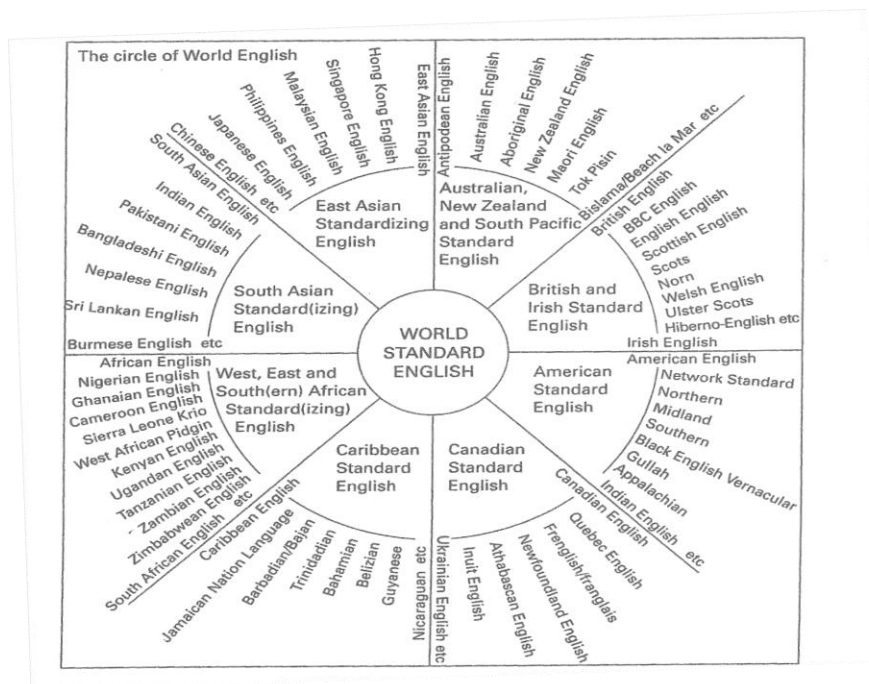 The circle of World English
WORLD
STANDARD
ENGLISH
East Asian
Standardizing
English
East Asian English
Hong Kong English
Singapore English
Malaysian English
Philippines English
Japanese English
Chinese English etc
Australian,
New Zealand
and South Pacific
Standard
English
Antipodean English
Australian English
Aboriginal English
New Zealand English
Maori English
Tok Pisin
Bislama/Beach la Mar etc
British and
Irish Standard
English
British English
BBC English
English English
Scottish English
Scots
Norn
Welsh English
Ulster Scots
Hiberno-English etc
Irish English
American
Standard
English
American English
Network Standard
Northern
Midland
Southern
Black English Vernacular
Gullah
Appalachian
Indian English etc
Canadian
Standard
English
Canadian English
Quebec English
Frenglish/franglais
Newfoundland English
Athabascan English
Inuit English
Ukrainian English etc
Caribbean
Standard
English
Caribbean English
Jamaican Nation Language
Barbadian/Bajan
Trinidadian
Bahamian
Belizian
Guyanese
Nicaraguan etc
West, East and
South(ern) African
Standard(izing)
English
African English
Nigerian English
Ghanaian English
Cameroon English
Sierra Leone Krio
West African Pidgin
Kenyan English
Ugandan English
Tanzanian English
Zambian English
Zimbabwean English
South African English etc
South Asian
Standard(izing)
English
South Asian English
Indian English
Pakistani English
Bangladeshi English
Nepalese English
Sri Lankan English
Burmese English etc